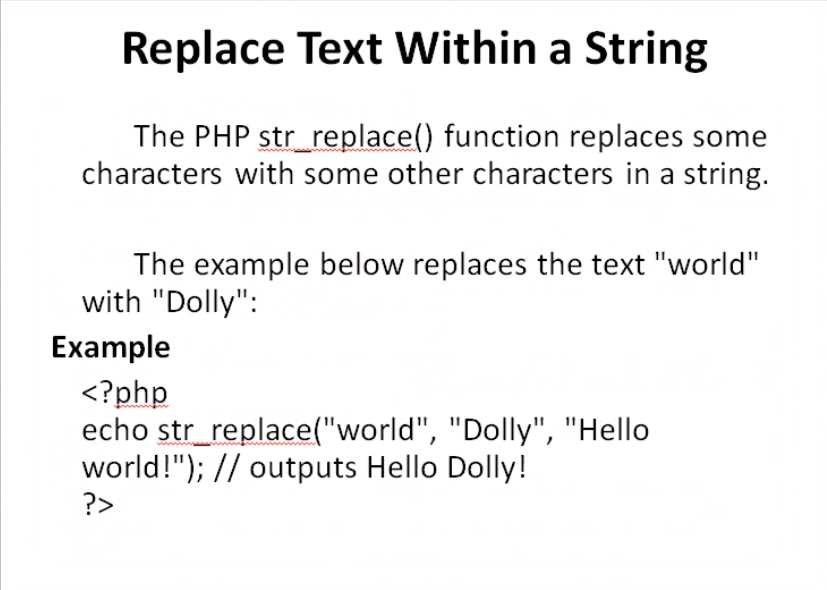 Replace Text Within a String
The PHP str_replace() function replaces some
characters with some other characters in a string.
The example below replaces the text "world"
with "Dolly":
Example
<?php
echo str_replace("world", "Dolly", "Hello
world!"); // outputs Hello Dolly!
?>